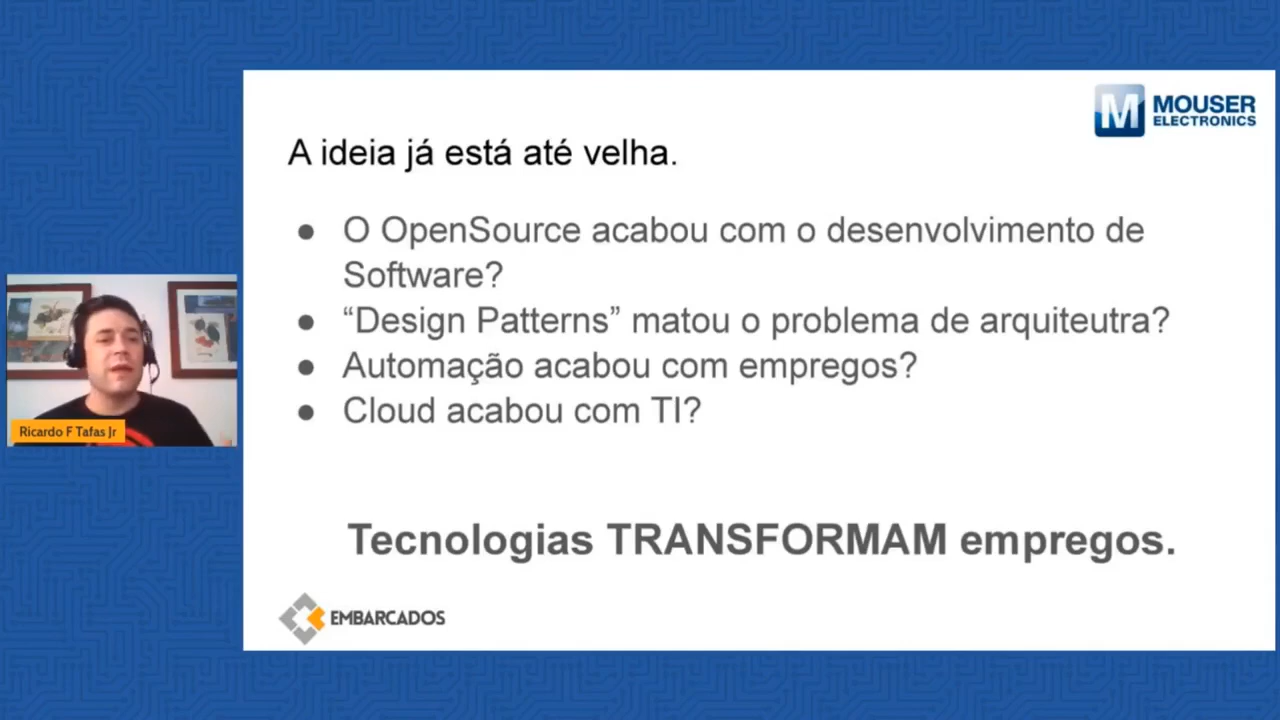 M MOUSER
ELECTRONICS
A ideia já está até velha.
● O OpenSource acabou com o desenvolvimento de
Software?
● “Design Patterns” matou o problema de arquiteutra?
● Automação acabou com empregos?
● Cloud acabou com TI?
Ricardo F Tafas Jr
Tecnologias TRANSFORMAM empregos.
EMBARCADOS